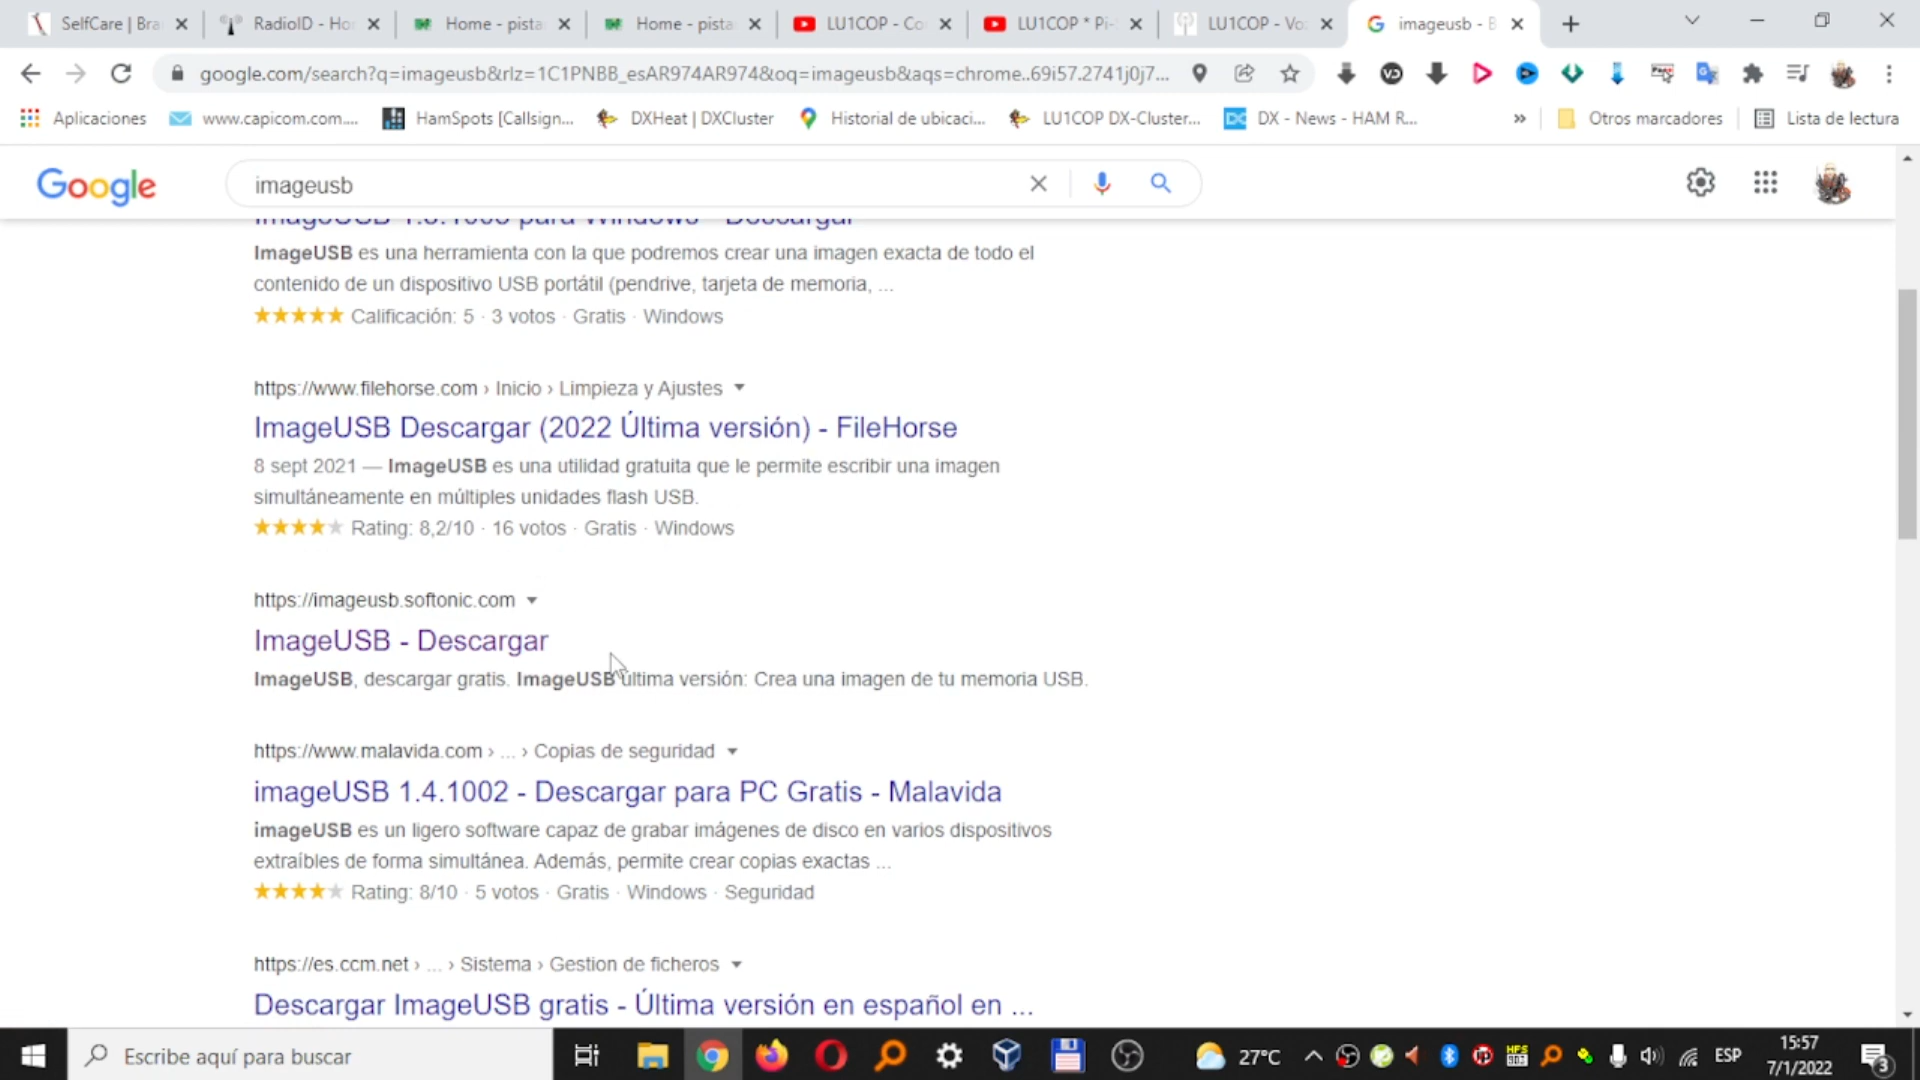 SelfCare | Bra
RadioID - Ho
Home - pista
Home - pista
LU1COP - Co
LU1COP * Pi-
LU1COP - Vo
imageusb - B
google.com/search?q=imageusb&rlz=1C1PNBB_esAR974AR974&oq=imageusb&aqs=chrome..69i57.2741j0j7...
Aplicaciones
www.capicom.com....
HamSpots [Callsign...
DXHeat | DXCluster
Historial de ubicaci...
LU1COP DX-Cluster...
DX - News - HAM R...
»
Otros marcadores
Lista de lectura
Google
imageusb
ImageUSB 1.5.1003 para Windows - Descargar
ImageUSB es una herramienta con la que podremos crear una imagen exacta de todo el
contenido de un dispositivo USB portátil (pendrive, tarjeta de memoria, ...
Calificación: 5 · 3 votos · Gratis · Windows
https://www.filehorse.com › Inicio › Limpieza y Ajustes
ImageUSB Descargar (2022 Última versión) - FileHorse
8 sept 2021 — ImageUSB es una utilidad gratuita que le permite escribir una imagen
simultáneamente en múltiples unidades flash USB.
Rating: 8,2/10 · 16 votos · Gratis · Windows
https://imageusb.softonic.com
ImageUSB - Descargar
ImageUSB, descargar gratis. ImageUSB última versión: Crea una imagen de tu memoria USB.
https://www.malavida.com › ... › Copias de seguridad
imageUSB 1.4.1002 - Descargar para PC Gratis - Malavida
imageUSB es un ligero software capaz de grabar imágenes de disco en varios dispositivos
extraíbles de forma simultánea. Además, permite crear copias exactas ...
Rating: 8/10 · 5 votos · Gratis · Windows · Seguridad
https://es.ccm.net › ... › Sistema › Gestion de ficheros
Descargar ImageUSB gratis - Última versión en español en ...
Escribe aquí para buscar
27°C
ESP
15:57
7/1/2022
3